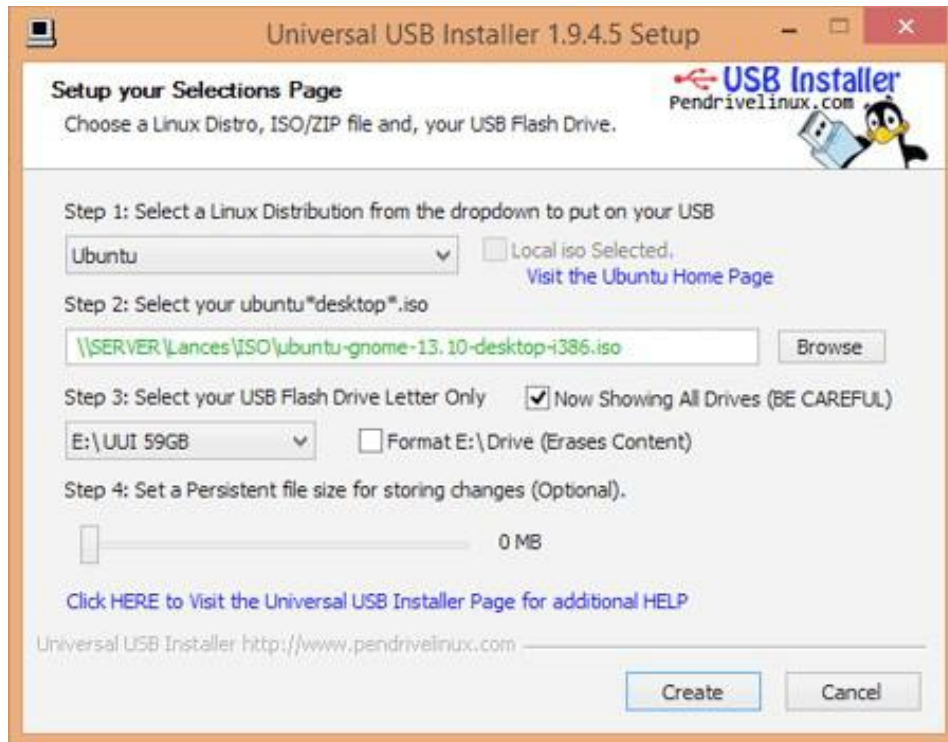 Universal USB Installer 1.9.4.5 Setup
Setup your Selections Page
Choose a Linux Distro, ISO/ZIP file and, your USB Flash Drive.
USB Installer
Pendrivelinux.com
Step 1: Select a Linux Distribution from the dropdown to put on your USB
Ubuntu
Local iso Selected.
Visit the Ubuntu Home Page
Step 2: Select your ubuntu*desktop*.iso
\\SERVER\Lances\ISO\ubuntu-gnome-13.10-desktop-i386.iso
Browse
Step 3: Select your USB Flash Drive Letter Only
Now Showing All Drives (BE CAREFUL)
E:\UUI 59GB
Format E:\Drive (Erases Content)
Step 4: Set a Persistent file size for storing changes (Optional).
0 MB
Click HERE to Visit the Universal USB Installer Page for additional HELP
Universal USB Installer http://www.pendrivelinux.com
Create
Cancel